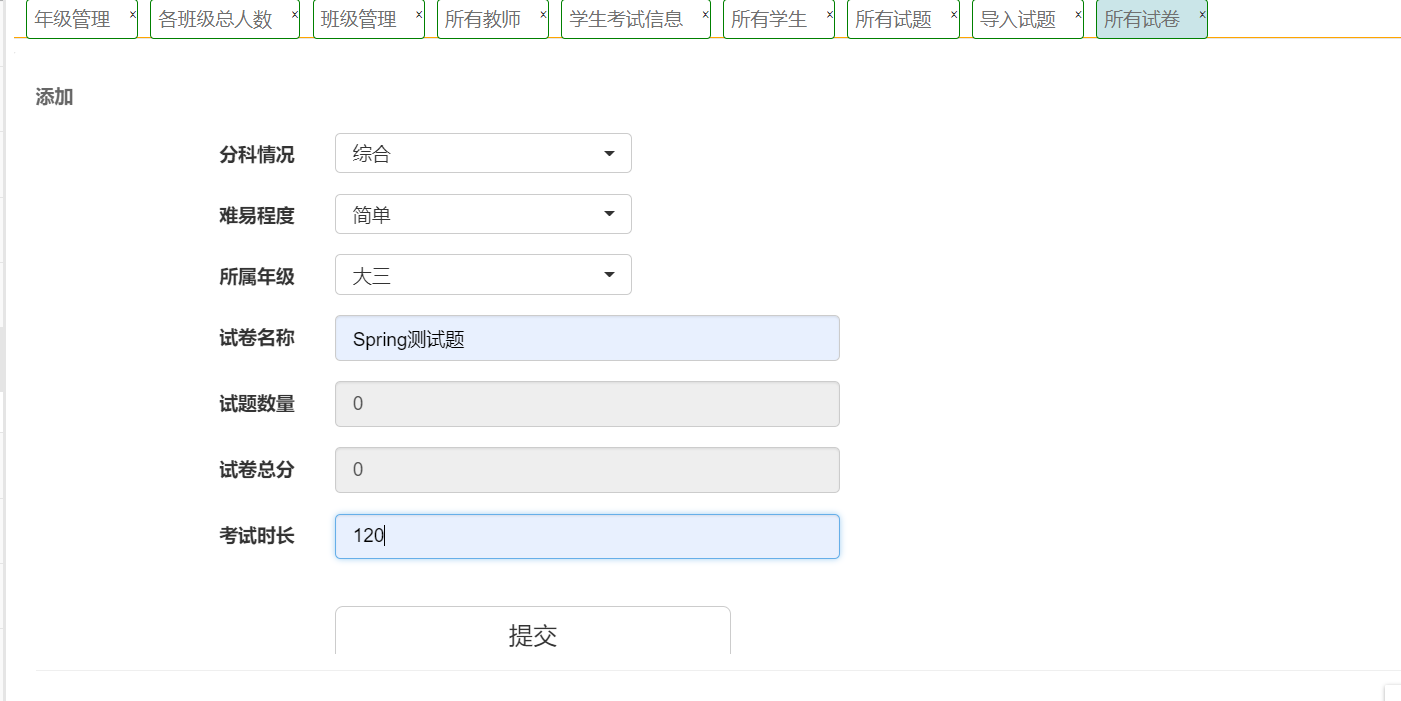 年级管理 × 各班级总人数 × 班级管理 × 所有教师 × 学生考试信息 × 所有学生 × 所有试题 × 导入试题 × 所有试卷 ×
添加
分科情况 综合
难易程度 简单
所属年级 大三
试卷名称 Spring测试题
试题数量 0
试卷总分 0
考试时长 120
提交